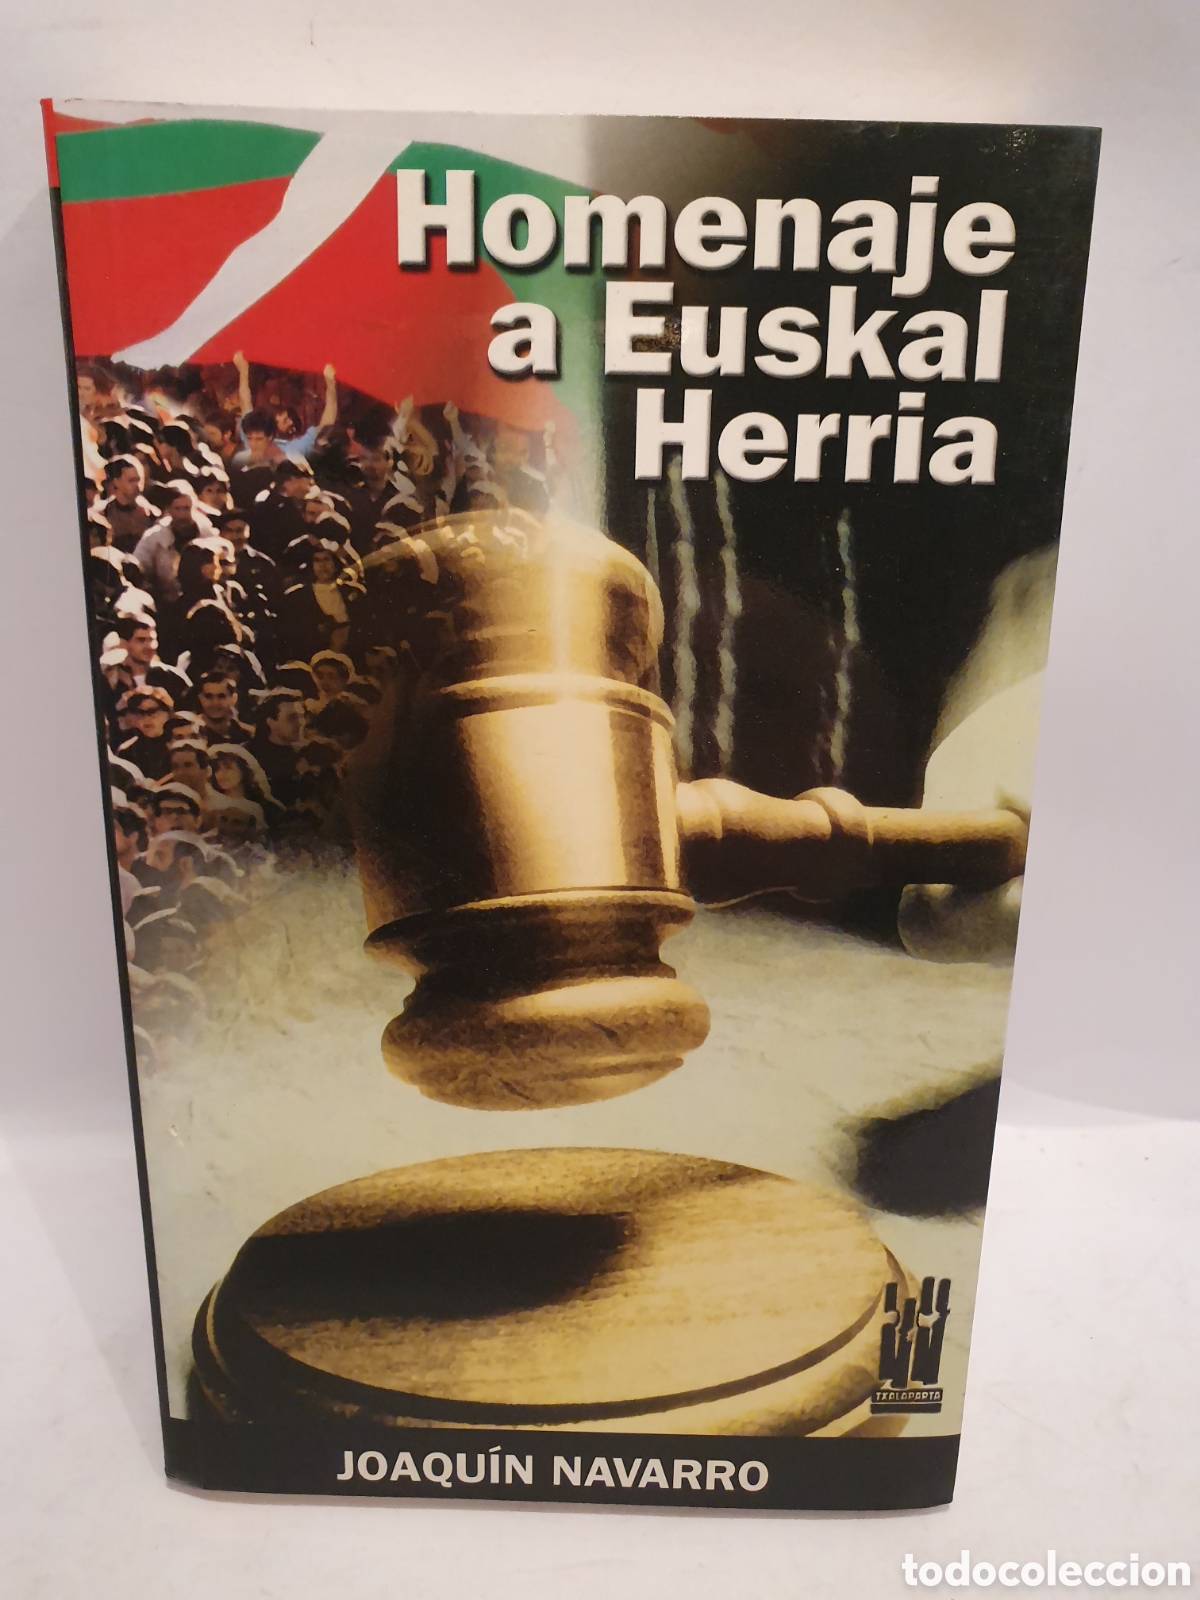 Homenaje
a Euskal
Herria
TXALAPARTA
JOAQUÍN NAVARRO
todocoleccion